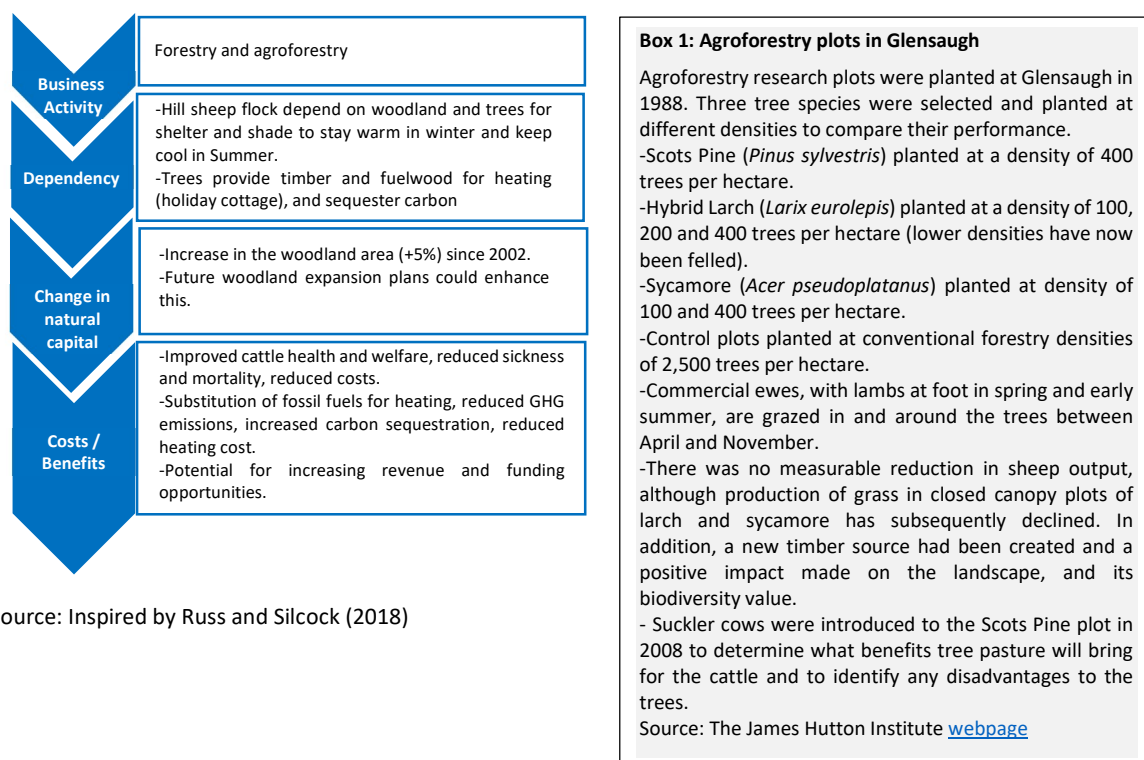 Business
Activity
Forestry and agroforestry
Dependency
-Hill sheep flock depend on woodland and trees for
shelter and shade to stay warm in winter and keep
cool in Summer.
-Trees provide timber and fuelwood for heating
(holiday cottage), and sequester carbon
Change in
natural
capital
-Increase in the woodland area (+5%) since 2002.
-Future woodland expansion plans could enhance
this.
Costs /
Benefits
-Improved cattle health and welfare, reduced sickness
and mortality, reduced costs.
-Substitution of fossil fuels for heating, reduced GHG
emissions, increased carbon sequestration, reduced
heating cost.
-Potential for increasing revenue and funding
opportunities.
ource: Inspired by Russ and Silcock (2018)
Box 1: Agroforestry plots in Glensaugh
Agroforestry research plots were planted at Glensaugh in
1988. Three tree species were selected and planted at
different densities to compare their performance.
-Scots Pine (Pinus sylvestris) planted at a density of 400
trees per hectare.
-Hybrid Larch (Larix eurolepis) planted at a density of 100,
200 and 400 trees per hectare (lower densities have now
been felled).
-Sycamore (Acer pseudoplatanus) planted at density of
100 and 400 trees per hectare.
-Control plots planted at conventional forestry densities
of 2,500 trees per hectare.
-Commercial ewes, with lambs at foot in spring and early
summer, are grazed in and around the trees between
April and November.
-There was no measurable reduction in sheep output,
although production of grass in closed canopy plots of
larch and sycamore has subsequently declined. In
addition, a new timber source had been created and a
positive impact made on the landscape, and its
biodiversity value.
- Suckler cows were introduced to the Scots Pine plot in
2008 to determine what benefits tree pasture will bring
for the cattle and to identify any disadvantages to the
trees.
Source: The James Hutton Institute webpage